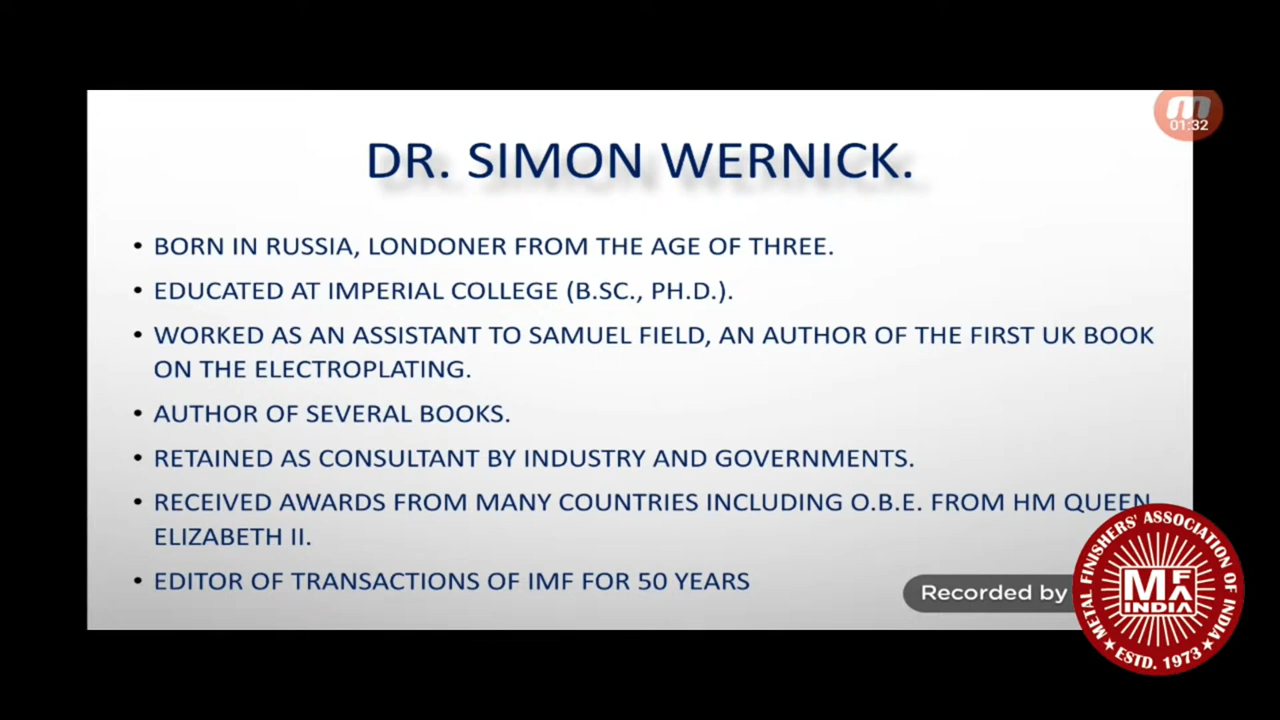 01:32
DR. SIMON WERNICK.
• BORN IN RUSSIA, LONDONER FROM THE AGE OF THREE.
• EDUCATED AT IMPERIAL COLLEGE (B.SC., PH.D.).
• WORKED AS AN ASSISTANT TO SAMUEL FIELD, AN AUTHOR OF THE FIRST UK BOOK
ON THE ELECTROPLATING.
• AUTHOR OF SEVERAL BOOKS.
• RETAINED AS CONSULTANT BY INDUSTRY AND GOVERNMENTS.
• RECEIVED AWARDS FROM MANY COUNTRIES INCLUDING O.B.E. FROM HM QUEEN
ELIZABETH II.
• EDITOR OF TRANSACTIONS OF IMF FOR 50 YEARS
Recorded by
METAL FINISHERS' ASSOCIATION OF INDIA
MFA
INDIA
★ ESTD. 1973 ★